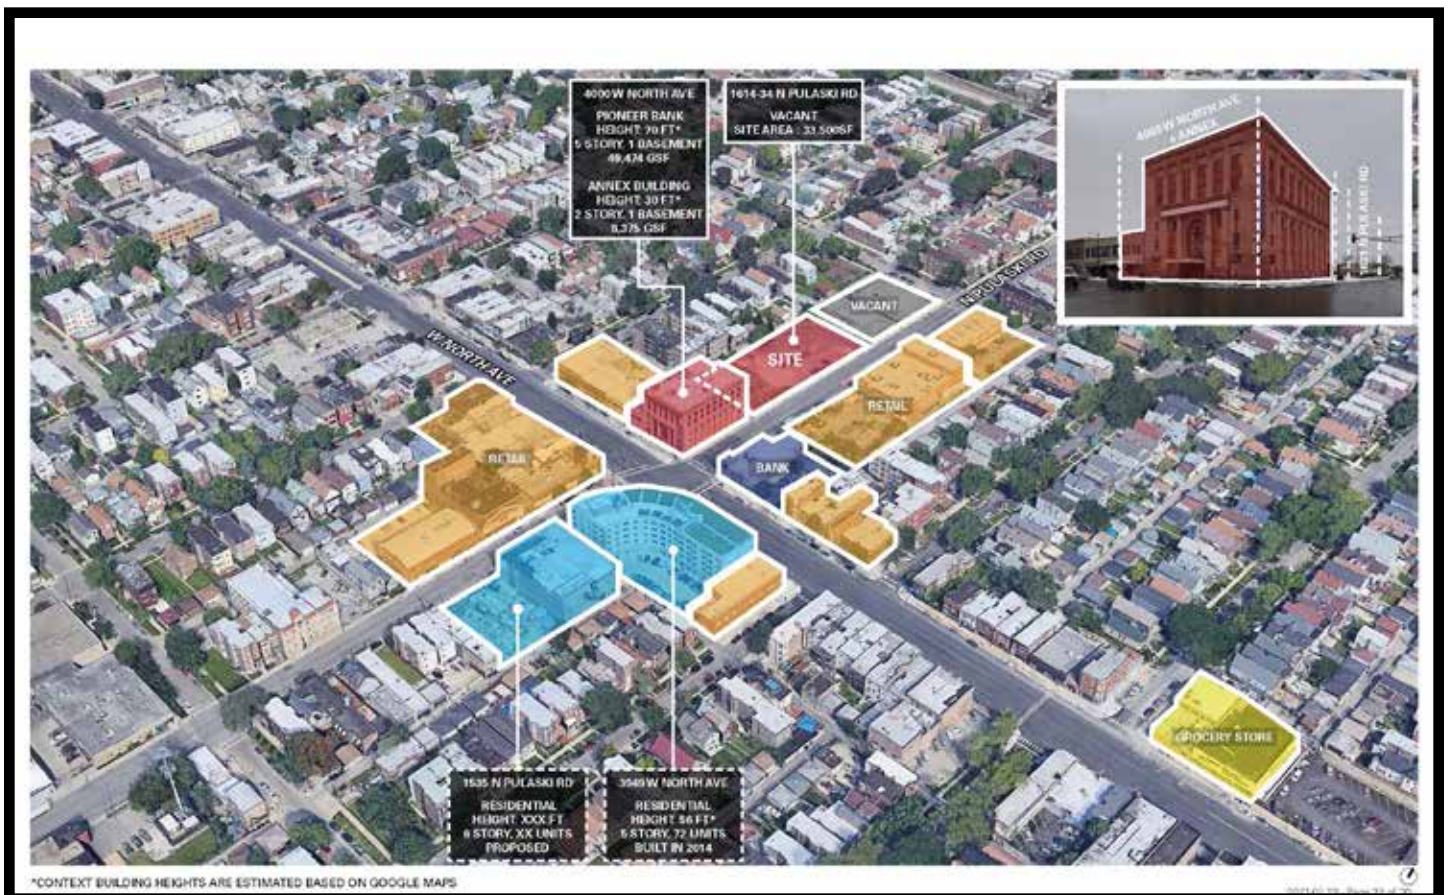 4000 W NORTH AVE
PIONEER BANK
HEIGHT: 70 FT*
5 STORY, 1 BASEMENT
49,474 GSF
ANNEX BUILDING
HEIGHT: 30 FT*
2 STORY, 1 BASEMENT
GSF
1614-34 N PULASKI RD
VACANT
SITE AREA : 33,500SF
4000 W NORTH AVE
& ANNEX
N PULASKI RD
VACANT
N PULASKI RD
W NORTH AVE
SITE
RETAIL
RETAIL
BANK
GROCERY STORE
1535 N PULASKI RD
RESIDENTIAL
HEIGHT XXX FT
STORY, XX UNITS
PROPOSED
3949 W NORTH AVE
RESIDENTIAL
HEIGHT: 56 FT*
5 STORY, 72 UNITS
BUILT IN 2014
*CONTEXT BUILDING HEIGHTS ARE ESTIMATED BASED ON GOOGLE MAPS